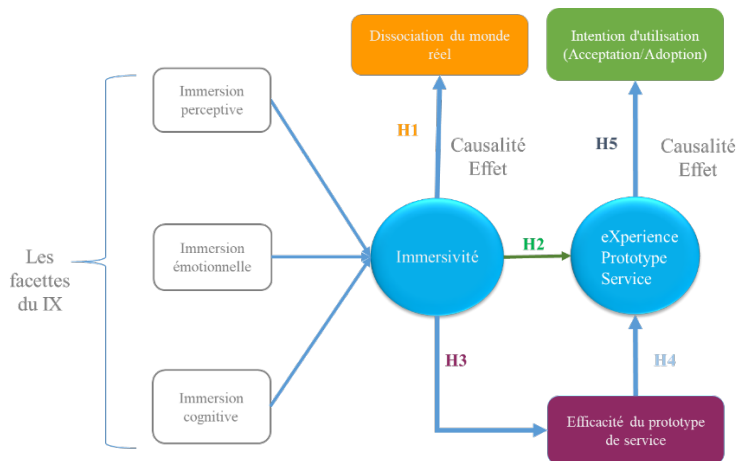 Dissociation du monde
réel
Intention d'utilisation
(Acceptation/Adoption)
Immersion
perceptive
H1
Causalité
Effet
H5
Causalité
Effet
Les
facettes
du IX
Immersion
émotionnelle
Immersivité
H2
eXperience
Prototype
Service
H3
H4
Immersion
cognitive
Efficacité du prototype
de service